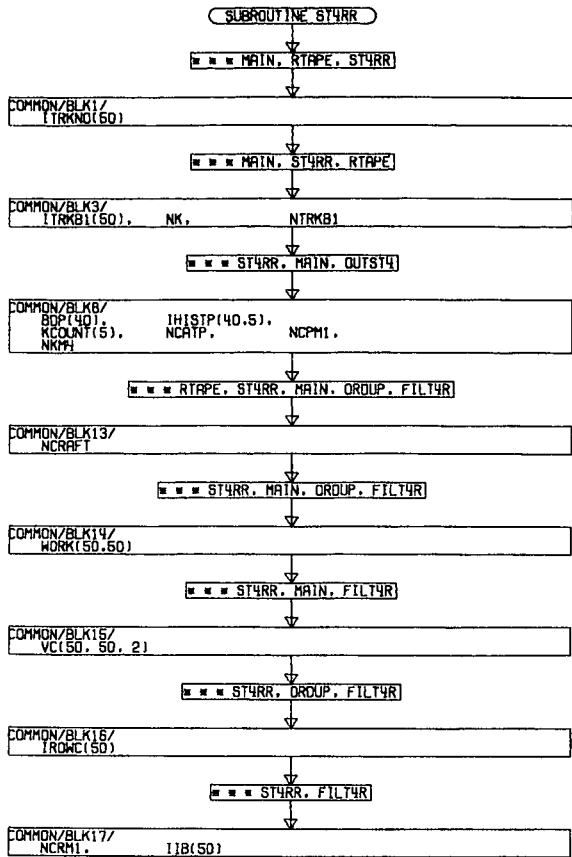 SUBROUTINE ST4RR
* * * MAIN, RTAPE, ST4RR
COMMON/BLK1/
ITRKNO(50)
* * * MAIN, ST4RR, RTAPE
COMMON/BLK3/
ITRKB1(50), NK, NTRKB1
* * * ST4RR, MAIN, OUTST4
COMMON/BLK8/
BDP(40), IHISTP(40,5),
KCOUNT(5), NCATP, NCPM1,
NKM4
* * * RTAPE, ST4RR, MAIN, ORDUP, FILT4R
COMMON/BLK13/
NCRAFT
* * * ST4RR, MAIN, ORDUP, FILT4R
COMMON/BLK14/
WORK(50,50)
* * * ST4RR, MAIN, FILT4R
COMMON/BLK15/
VC(50, 50, 2)
* * * ST4RR, ORDUP, FILT4R
COMMON/BLK16/
IROWC(50)
* * * ST4RR, FILT4R
COMMON/BLK17/
NCRM1, IIB(50)